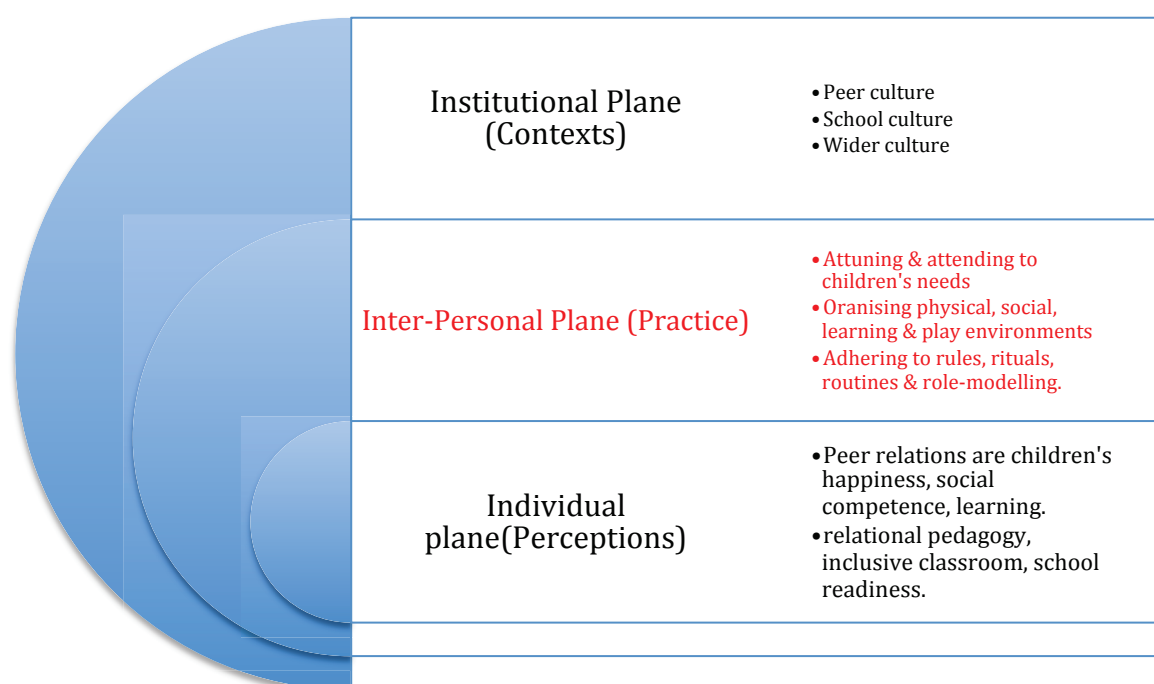 Institutional Plane
(Contexts)
•Peer culture
•School culture
•Wider culture
Inter-Personal Plane (Practice)
•Attuning & attending to
children's needs
•Oranising physical, social,
learning & play environments
•Adhering to rules, rituals,
routines & role-modelling.
Individual
plane(Perceptions)
•Peer relations are children's
happiness, social
competence, learning.
•relational pedagogy,
inclusive classroom, school
readiness.